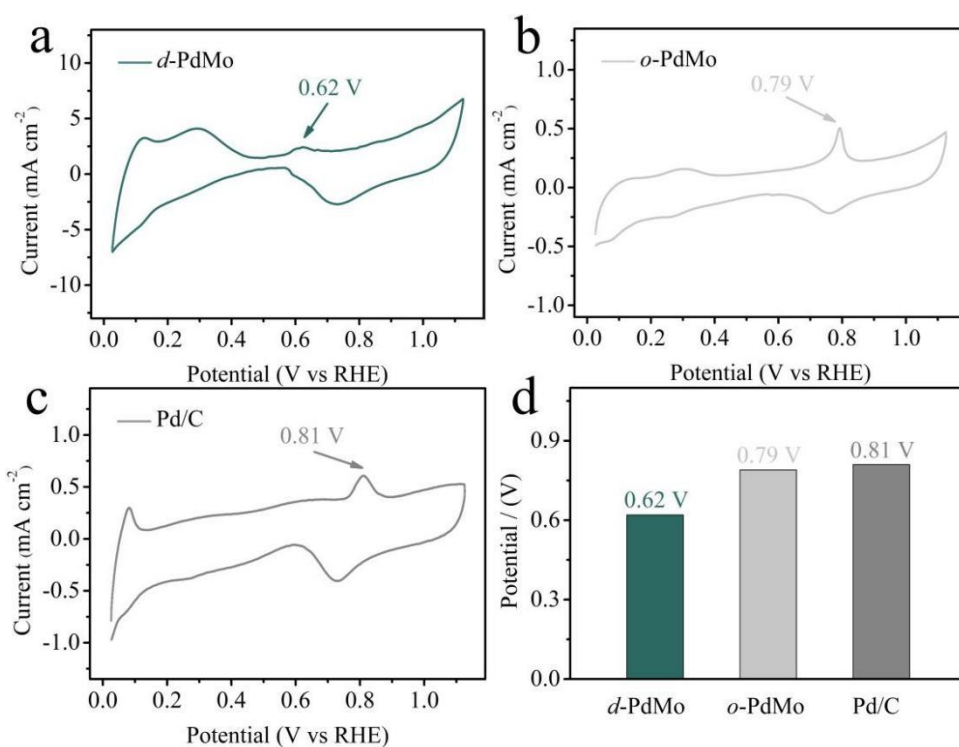 a
d-PdMo
0.62 V
10
5
0
-5
-10
Current (mA cm-2)
0.0 0.2 0.4 0.6 0.8 1.0
Potential (V vs RHE)
b
o-PdMo
0.79 V
1.0
0.5
0.0
-0.5
-1.0
Current (mA cm-2)
0.0 0.2 0.4 0.6 0.8 1.0
Potential (V vs RHE)
c
Pd/C
0.81 V
1.0
0.5
0.0
-0.5
-1.0
Current (mA cm-2)
0.0 0.2 0.4 0.6 0.8 1.0
Potential (V vs RHE)
d
0.9
0.6
0.3
0.0
Potential / (V)
0.62 V
0.79 V
0.81 V
d-PdMo o-PdMo Pd/C